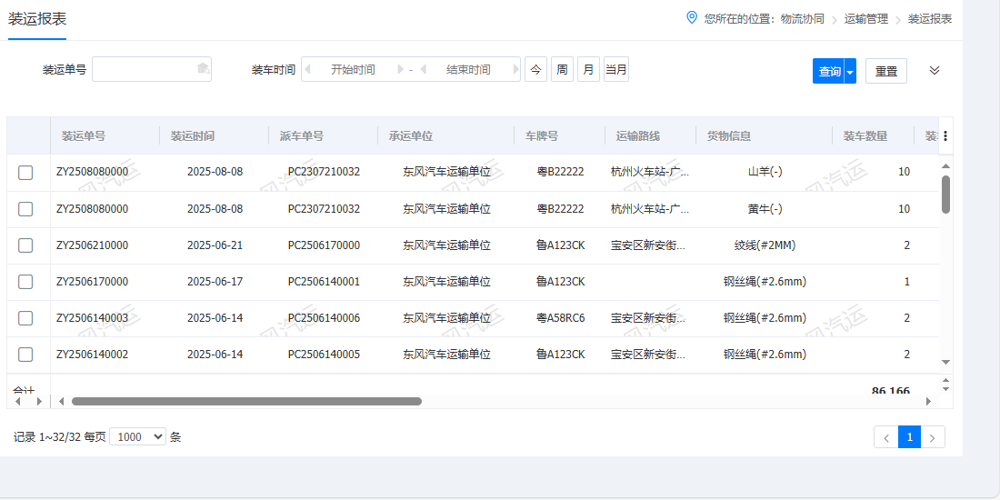 装运报表
您所在的位置: 物流协同 > 运输管理 > 装运报表
装运单号 装车时间 开始时间 - 结束时间 今 周 月 当月 查询 重置
装运单号 装运时间 派车单号 承运单位 车牌号 运输路线 货物信息 装车数量
ZY2508080000 2025-08-08 PC2307210032 东风汽车运输单位 粤B22222 杭州火车站-广... 山羊(-) 10
ZY2508080000 2025-08-08 PC2307210032 东风汽车运输单位 粤B22222 杭州火车站-广... 黄牛(-) 10
ZY2506210000 2025-06-21 PC2506170000 东风汽车运输单位 鲁A123CK 宝安区新安街... 绞线(#2MM) 2
ZY2506170000 2025-06-17 PC2506140001 东风汽车运输单位 鲁A123CK 钢丝绳(#2.6mm) 1
ZY2506140003 2025-06-14 PC2506140006 东风汽车运输单位 粤A58RC6 宝安区新安街... 钢丝绳(#2.6mm) 2
ZY2506140002 2025-06-14 PC2506140005 东风汽车运输单位 鲁A123CK 宝安区新安街... 钢丝绳(#2.6mm) 2
合计 86,166
记录 1~32/32 每页 1000 条 < 1 >